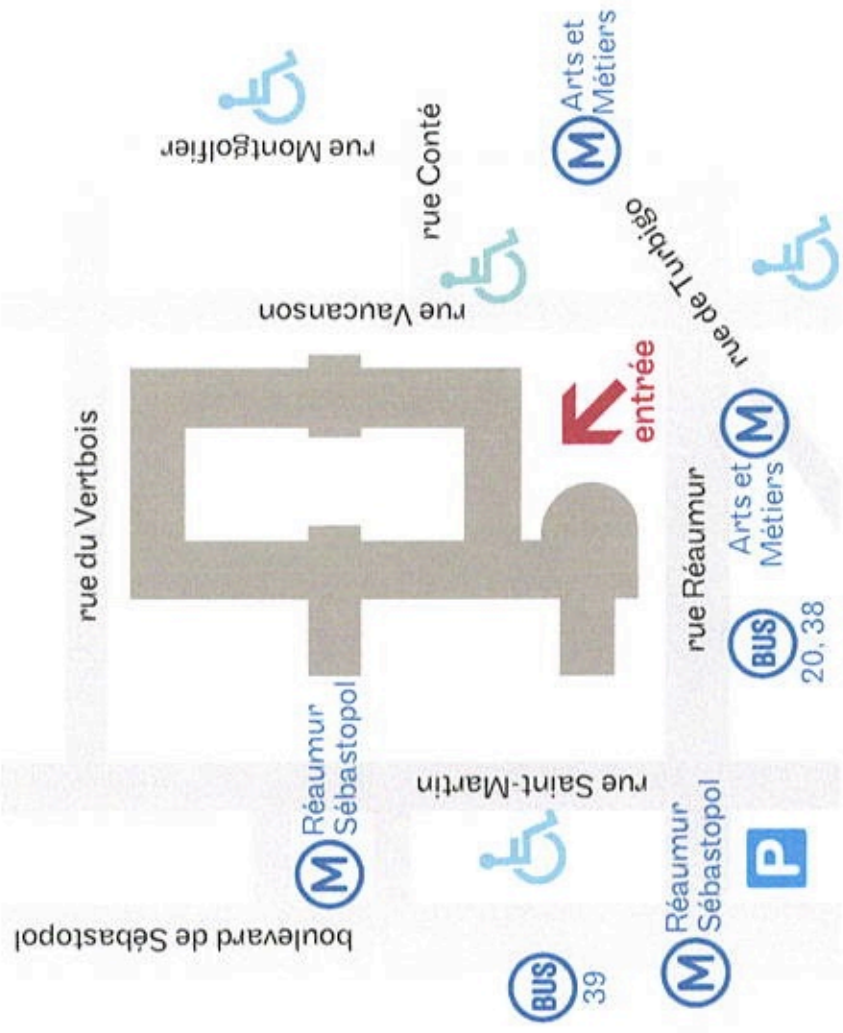 rue du Vertbois
rue Montgolfier
rue Vaucanson
rue Conté
M Arts et
Métiers
boulevard de Sébastopol
M Réaumur
Sébastopol
rue Saint-Martin
entrée
rue de Turbigo
BUS
39
M Réaumur
Sébastopol
P
rue Réaumur
BUS
20, 38
Arts et
Métiers M